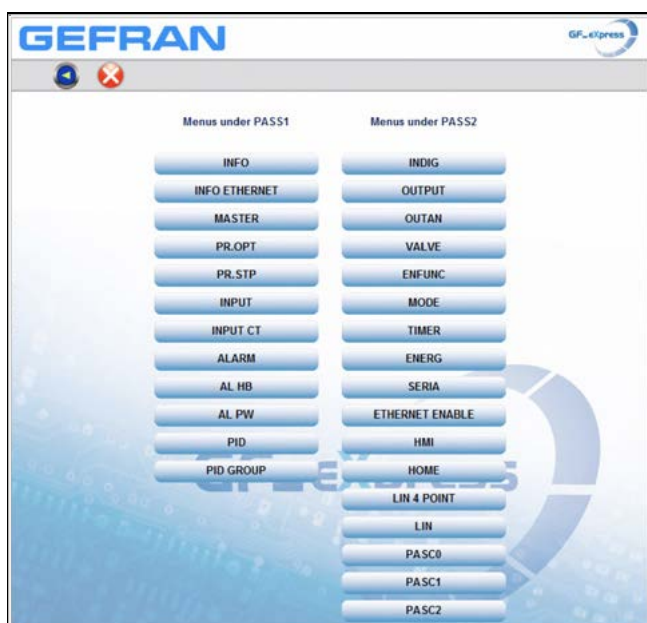 GEFRAN
GF_eXpress
Menus under PASS1
INFO
INFO ETHERNET
MASTER
PR.OPT
PR.STP
INPUT
INPUT CT
ALARM
AL HB
AL PW
PID
PID GROUP
Menus under PASS2
INDIG
OUTPUT
OUTAN
VALVE
ENFUNC
MODE
TIMER
ENERG
SERIA
ETHERNET ENABLE
HMI
HOME
LIN 4 POINT
LIN
PASC0
PASC1
PASC2
GF_eXpress